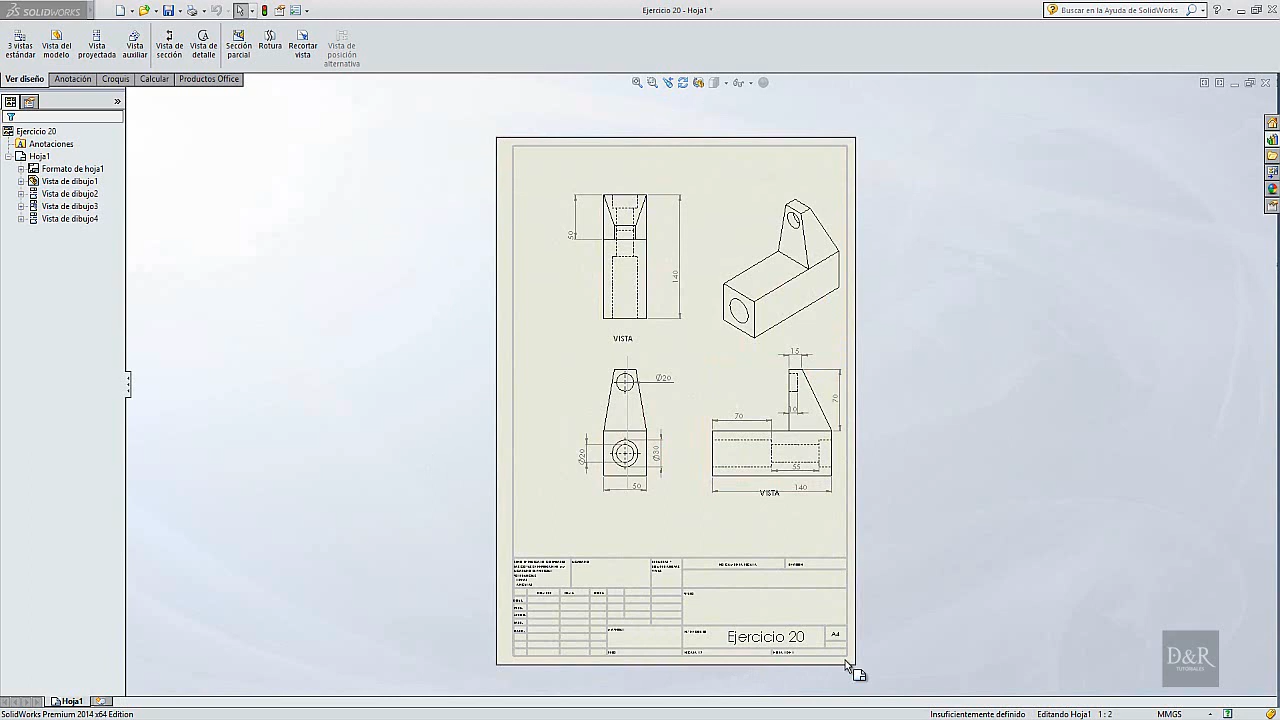 SOLIDWORKS
Ejercicio 20 - Hoja1 *
Buscar en la Ayuda de SolidWorks
3 vistas estándar
Vista del modelo
Vista proyectada
Vista auxiliar
Vista de sección
Vista de detalle
Sección parcial
Rotura
Recortar vista
Vista de posición alternativa
Ver diseño
Anotación
Croquis
Calcular
Productos Office
Ejercicio 20
Anotaciones
Hoja1
Formato de hoja1
Vista de dibujo1
Vista de dibujo2
Vista de dibujo3
Vista de dibujo4
50
140
VISTA
Ø20
Ø20
Ø30
50
15
70
70
10
55
140
VISTA
Ejercicio 20
A4
D&R
TUTORIALES
Hoja1
SolidWorks Premium 2014 x64 Edition
Insuficientemente definido
Editando Hoja1
1 : 2
MMGS